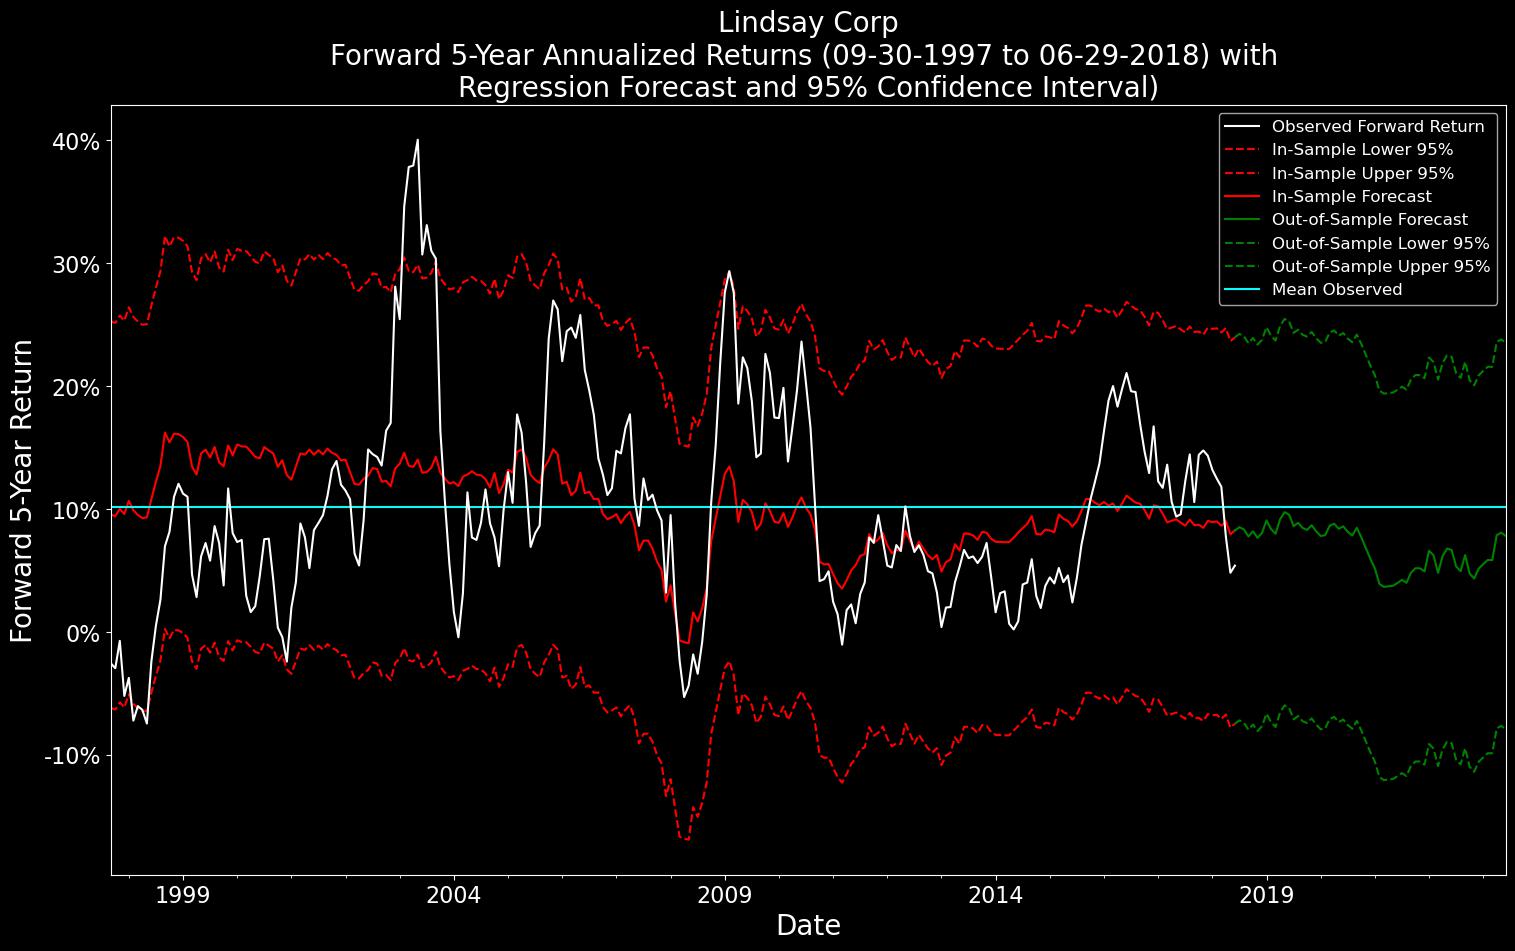 Lindsay Corp
Forward 5-Year Annualized Returns (09-30-1997 to 06-29-2018) with
Regression Forecast and 95% Confidence Interval)
Observed Forward Return
In-Sample Lower 95%
In-Sample Upper 95%
In-Sample Forecast
Out-of-Sample Forecast
Out-of-Sample Lower 95%
Out-of-Sample Upper 95%
Mean Observed
Forward 5-Year Return
40%
30%
20%
10%
0%
-10%
1999 2004 2009 2014 2019
Date